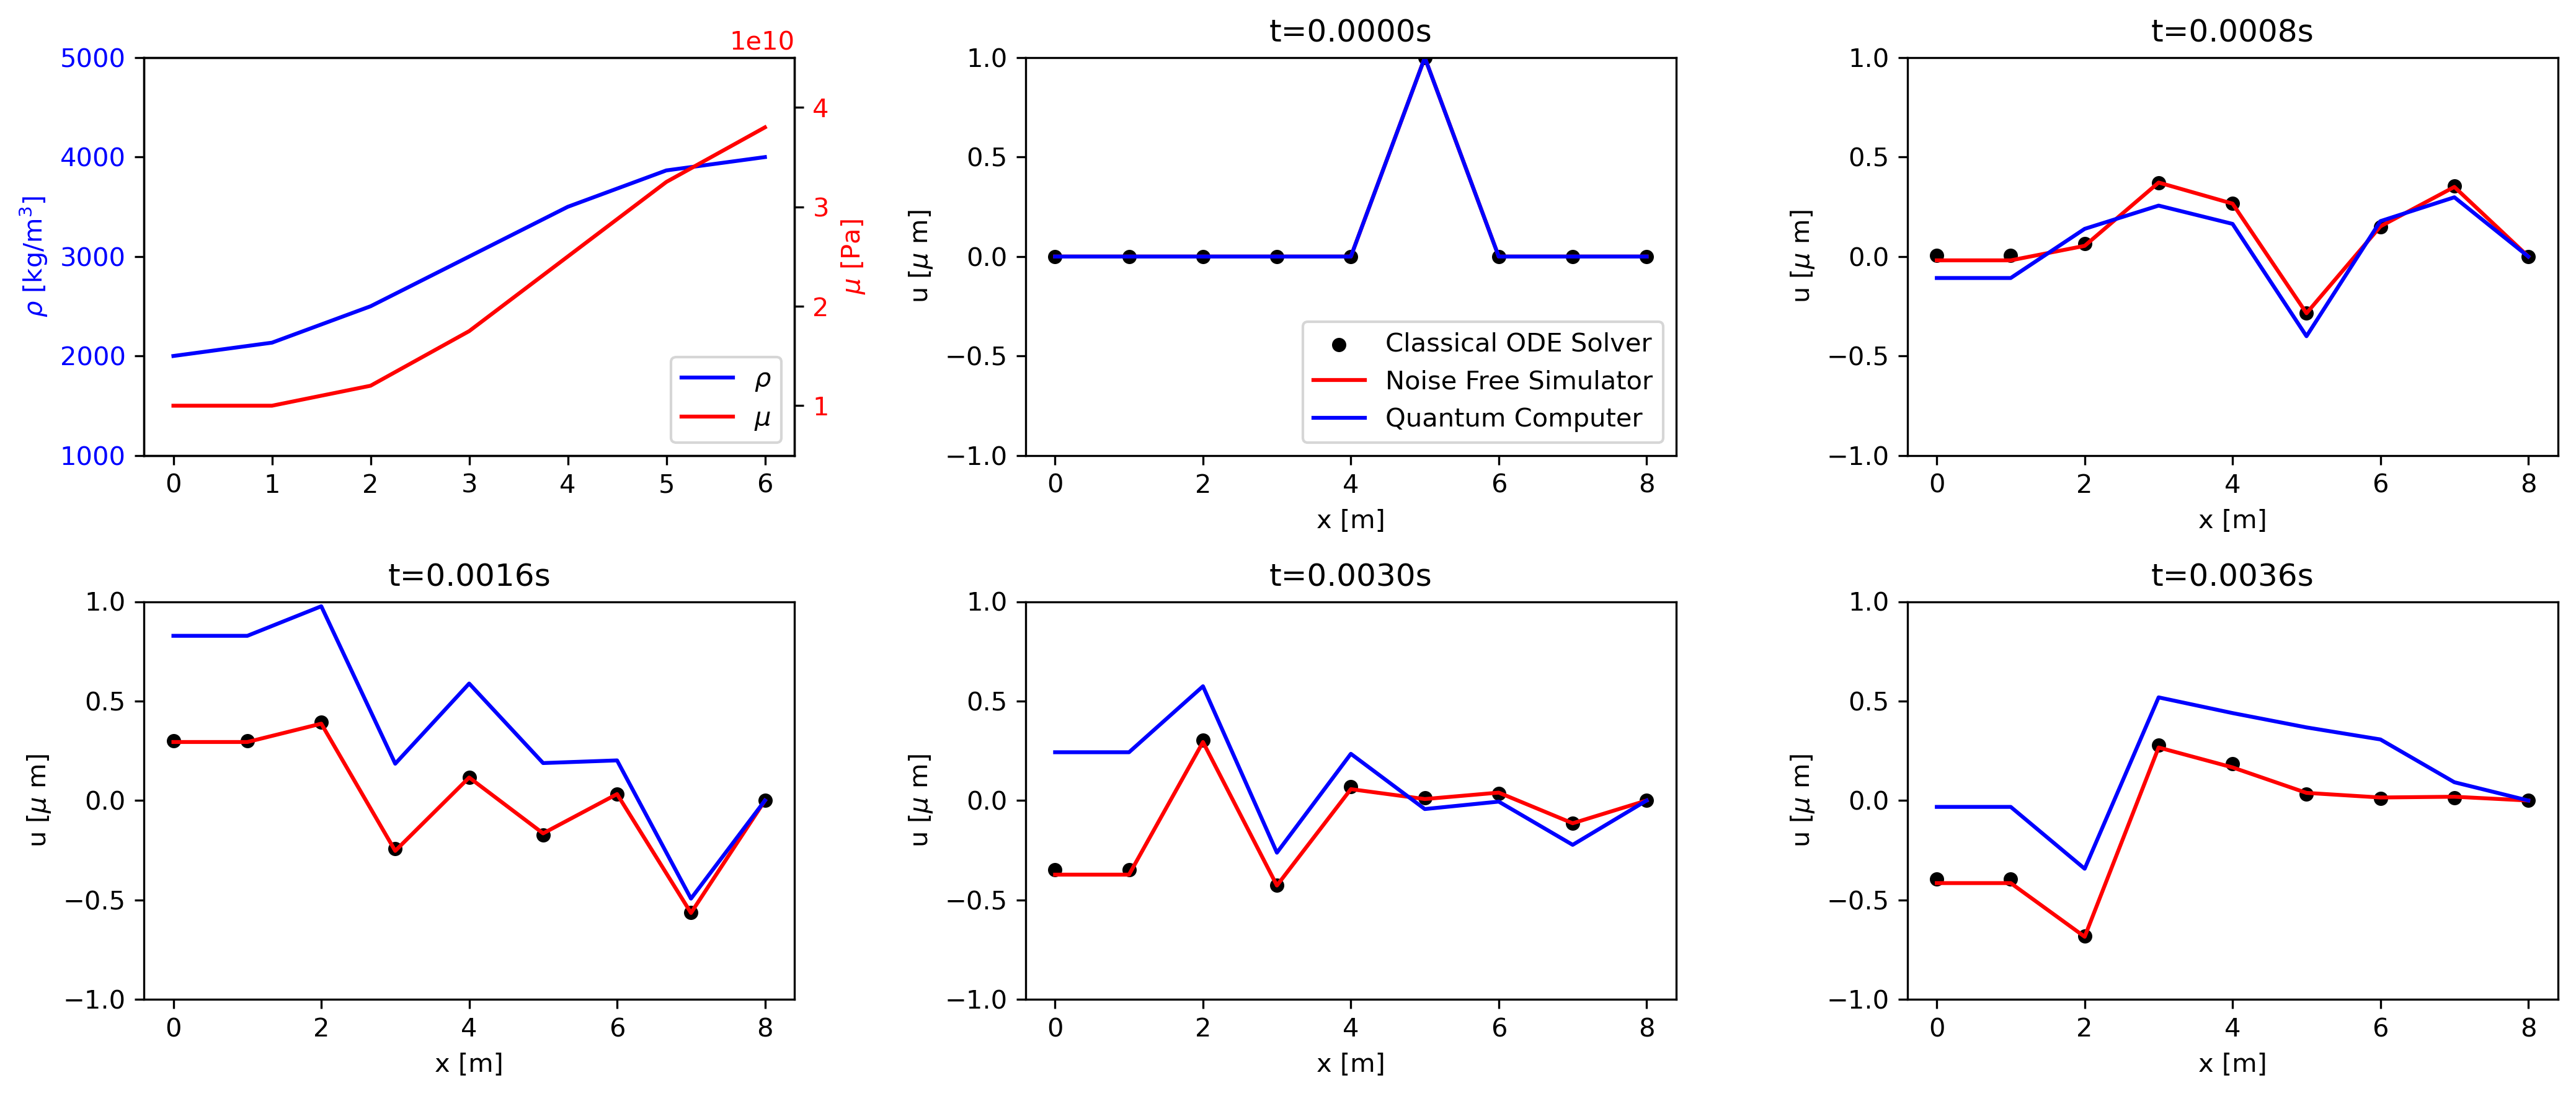 1e10
5000
4000
3000
2000
1000
ρ [kg/m³]
4
3
2
1
μ [Pa]
0 1 2 3 4 5 6
ρ
μ
t=0.0000s
1.0
0.5
0.0
−0.5
−1.0
u [μ m]
0 2 4 6 8
x [m]
Classical ODE Solver
Noise Free Simulator
Quantum Computer
t=0.0008s
1.0
0.5
0.0
−0.5
−1.0
u [μ m]
0 2 4 6 8
x [m]
t=0.0016s
1.0
0.5
0.0
−0.5
−1.0
u [μ m]
0 2 4 6 8
x [m]
t=0.0030s
1.0
0.5
0.0
−0.5
−1.0
u [μ m]
0 2 4 6 8
x [m]
t=0.0036s
1.0
0.5
0.0
−0.5
−1.0
u [μ m]
0 2 4 6 8
x [m]